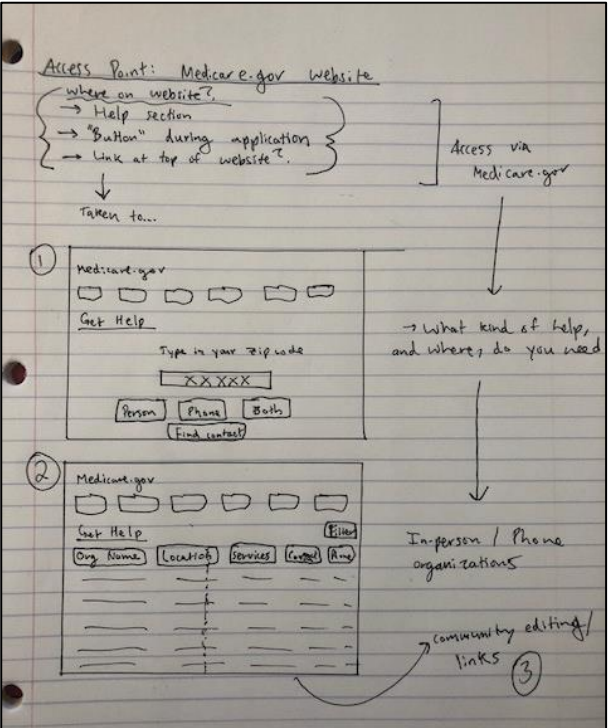 Access Point: Medicare.gov website
where on website?
→ Help section
→ "Button" during application
→ Link at top of website?
Taken to...
Access via
Medicare.gov
1
Medicare.gov
Get Help
Type in your zip code
XXXXX
Person Phone Both
Find contact
→ What kind of help,
and where, do you need
2
Medicare.gov
Get Help Filter
Org Name Location Services Contact
In-person / Phone
organizations
community editing/
links
3